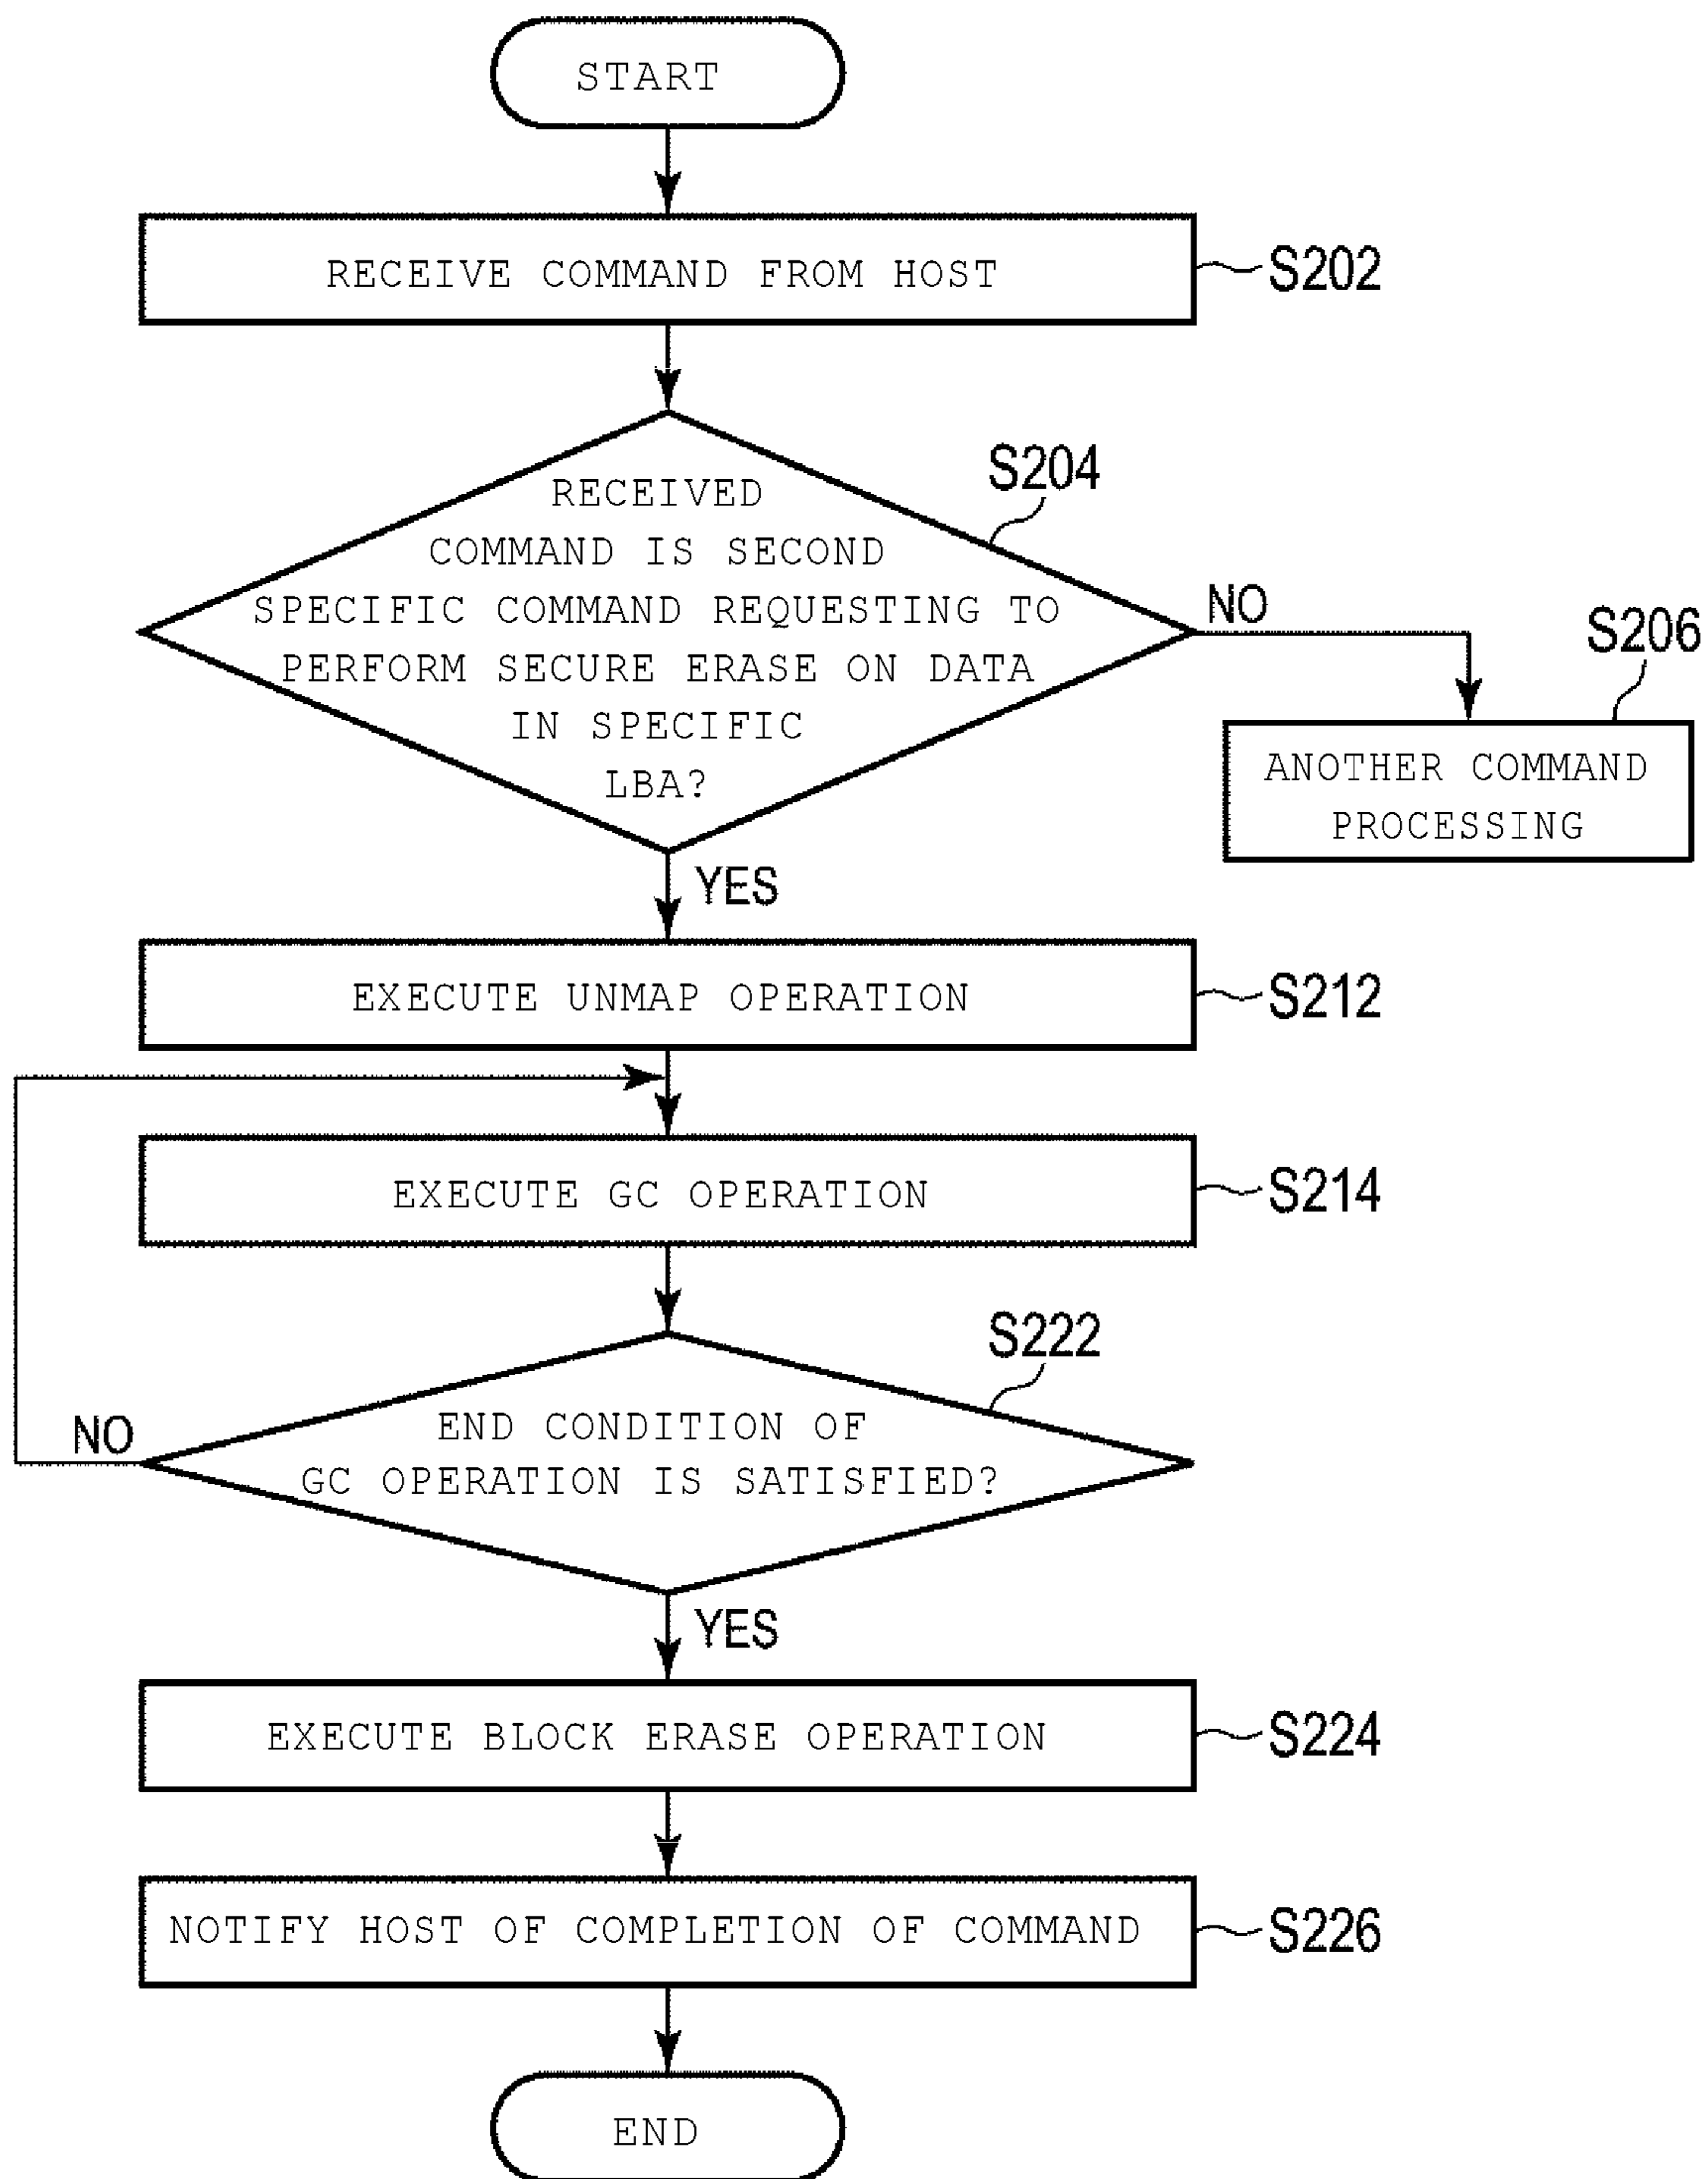 START
RECEIVE COMMAND FROM HOST
S202
S204
RECEIVED
COMMAND IS SECOND
SPECIFIC COMMAND REQUESTING TO
PERFORM SECURE ERASE ON DATA
IN SPECIFIC
LBA?
NO
S206
ANOTHER COMMAND
PROCESSING
YES
EXECUTE UNMAP OPERATION
S212
EXECUTE GC OPERATION
S214
S222
END CONDITION OF
GC OPERATION IS SATISFIED?
NO
YES
EXECUTE BLOCK ERASE OPERATION
S224
NOTIFY HOST OF COMPLETION OF COMMAND
S226
END